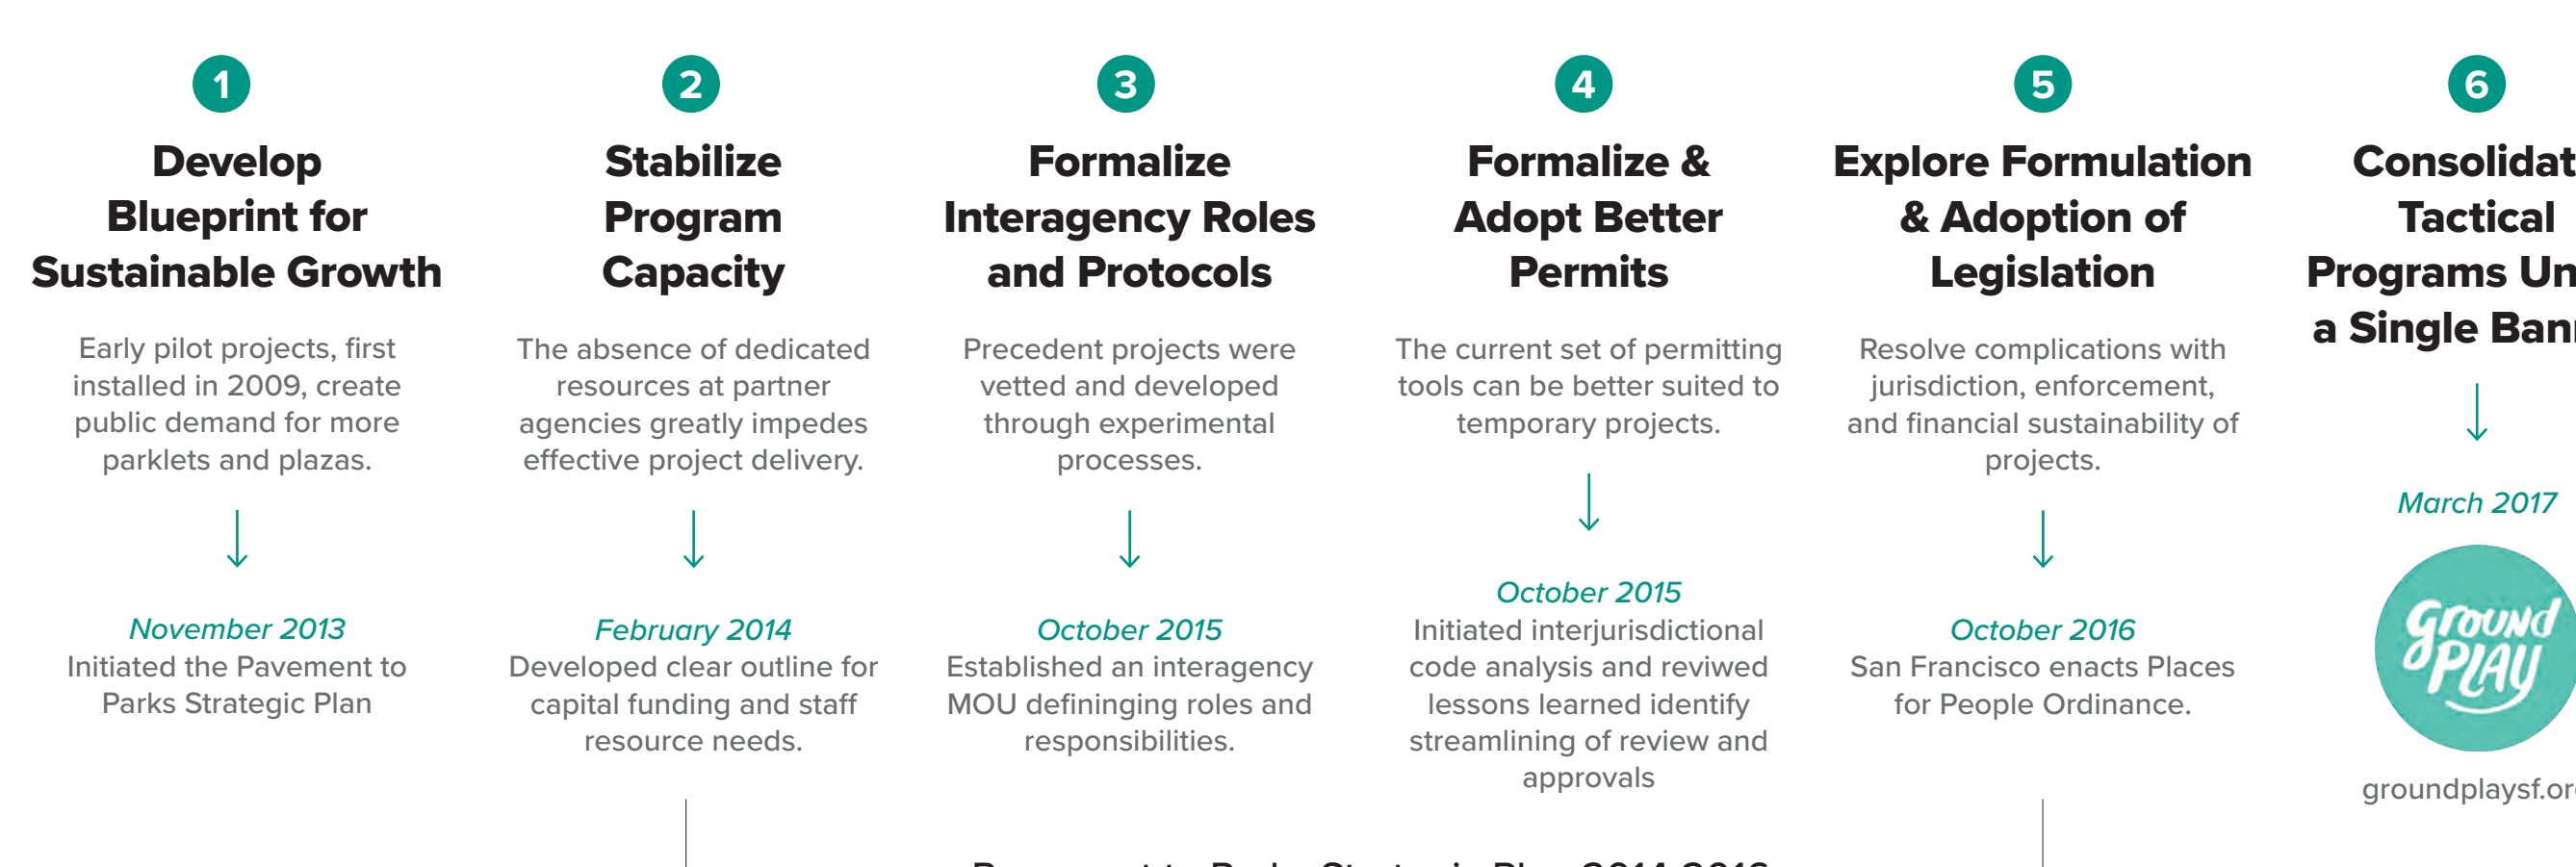 1
Develop
Blueprint for
Sustainable Growth
Early pilot projects, first
installed in 2009, create
public demand for more
parklets and plazas.
November 2013
Initiated the Pavement to
Parks Strategic Plan
2
Stabilize
Program
Capacity
The absence of dedicated
resources at partner
agencies greatly impedes
effective project delivery.
February 2014
Developed clear outline for
capital funding and staff
resource needs.
3
Formalize
Interagency Roles
and Protocols
Precedent projects were
vetted and developed
through experimental
processes.
October 2015
Established an interagency
MOU defininging roles and
responsibilities.
4
Formalize &
Adopt Better
Permits
The current set of permitting
tools can be better suited to
temporary projects.
October 2015
Initiated interjurisdictional
code analysis and reviwed
lessons learned identify
streamlining of review and
approvals
5
Explore Formulation
& Adoption of
Legislation
Resolve complications with
jurisdiction, enforcement,
and financial sustainability of
projects.
October 2016
San Francisco enacts Places
for People Ordinance.
6
Consolidat
Tactical
Programs Un
a Single Ban
March 2017
GROUND
PLAY
groundplaysf.or